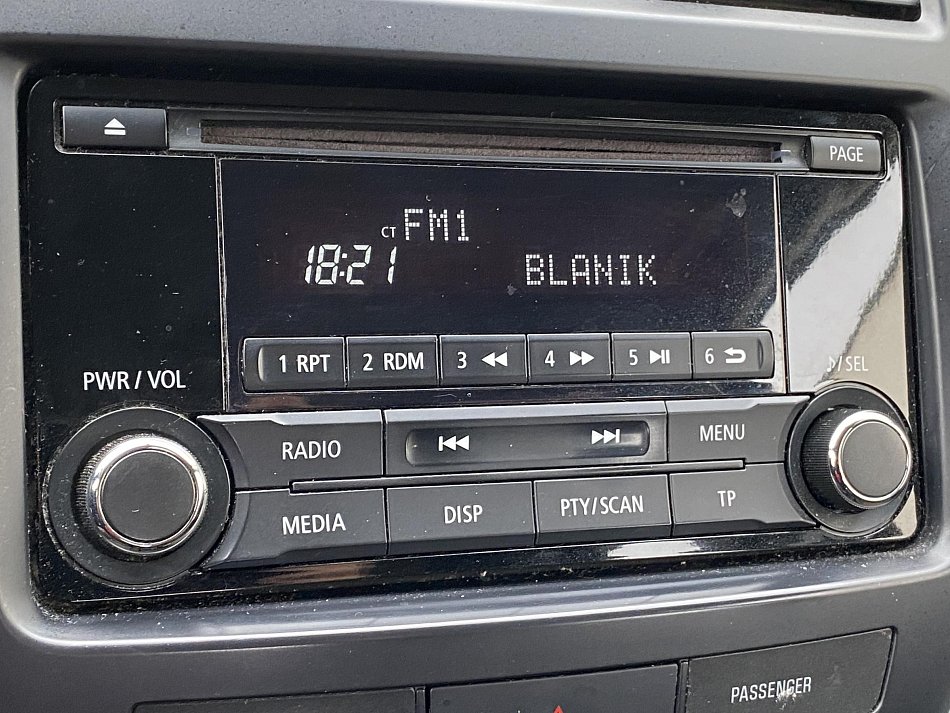 PAGE
CT FM1
18:21 BLANIK
1 RPT 2 RDM 3 4 5 6
PWR / VOL
♪/SEL
RADIO MENU
MEDIA DISP PTY/SCAN TP
PASSENGER